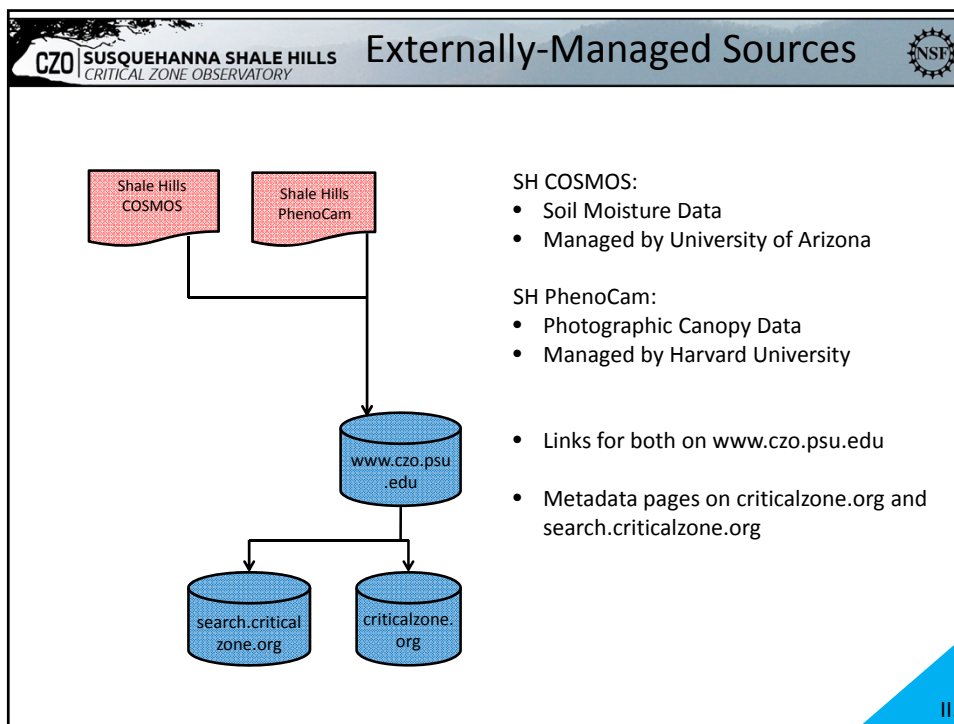 CZO SUSQUEHANNA SHALE HILLS
CRITICAL ZONE OBSERVATORY
Externally-Managed Sources
NSF
Shale Hills
COSMOS
Shale Hills
PhenoCam
www.czo.psu
.edu
search.critical
zone.org
criticalzone.
org
SH COSMOS:
• Soil Moisture Data
• Managed by University of Arizona
SH PhenoCam:
• Photographic Canopy Data
• Managed by Harvard University
• Links for both on www.czo.psu.edu
• Metadata pages on criticalzone.org and
search.criticalzone.org
II